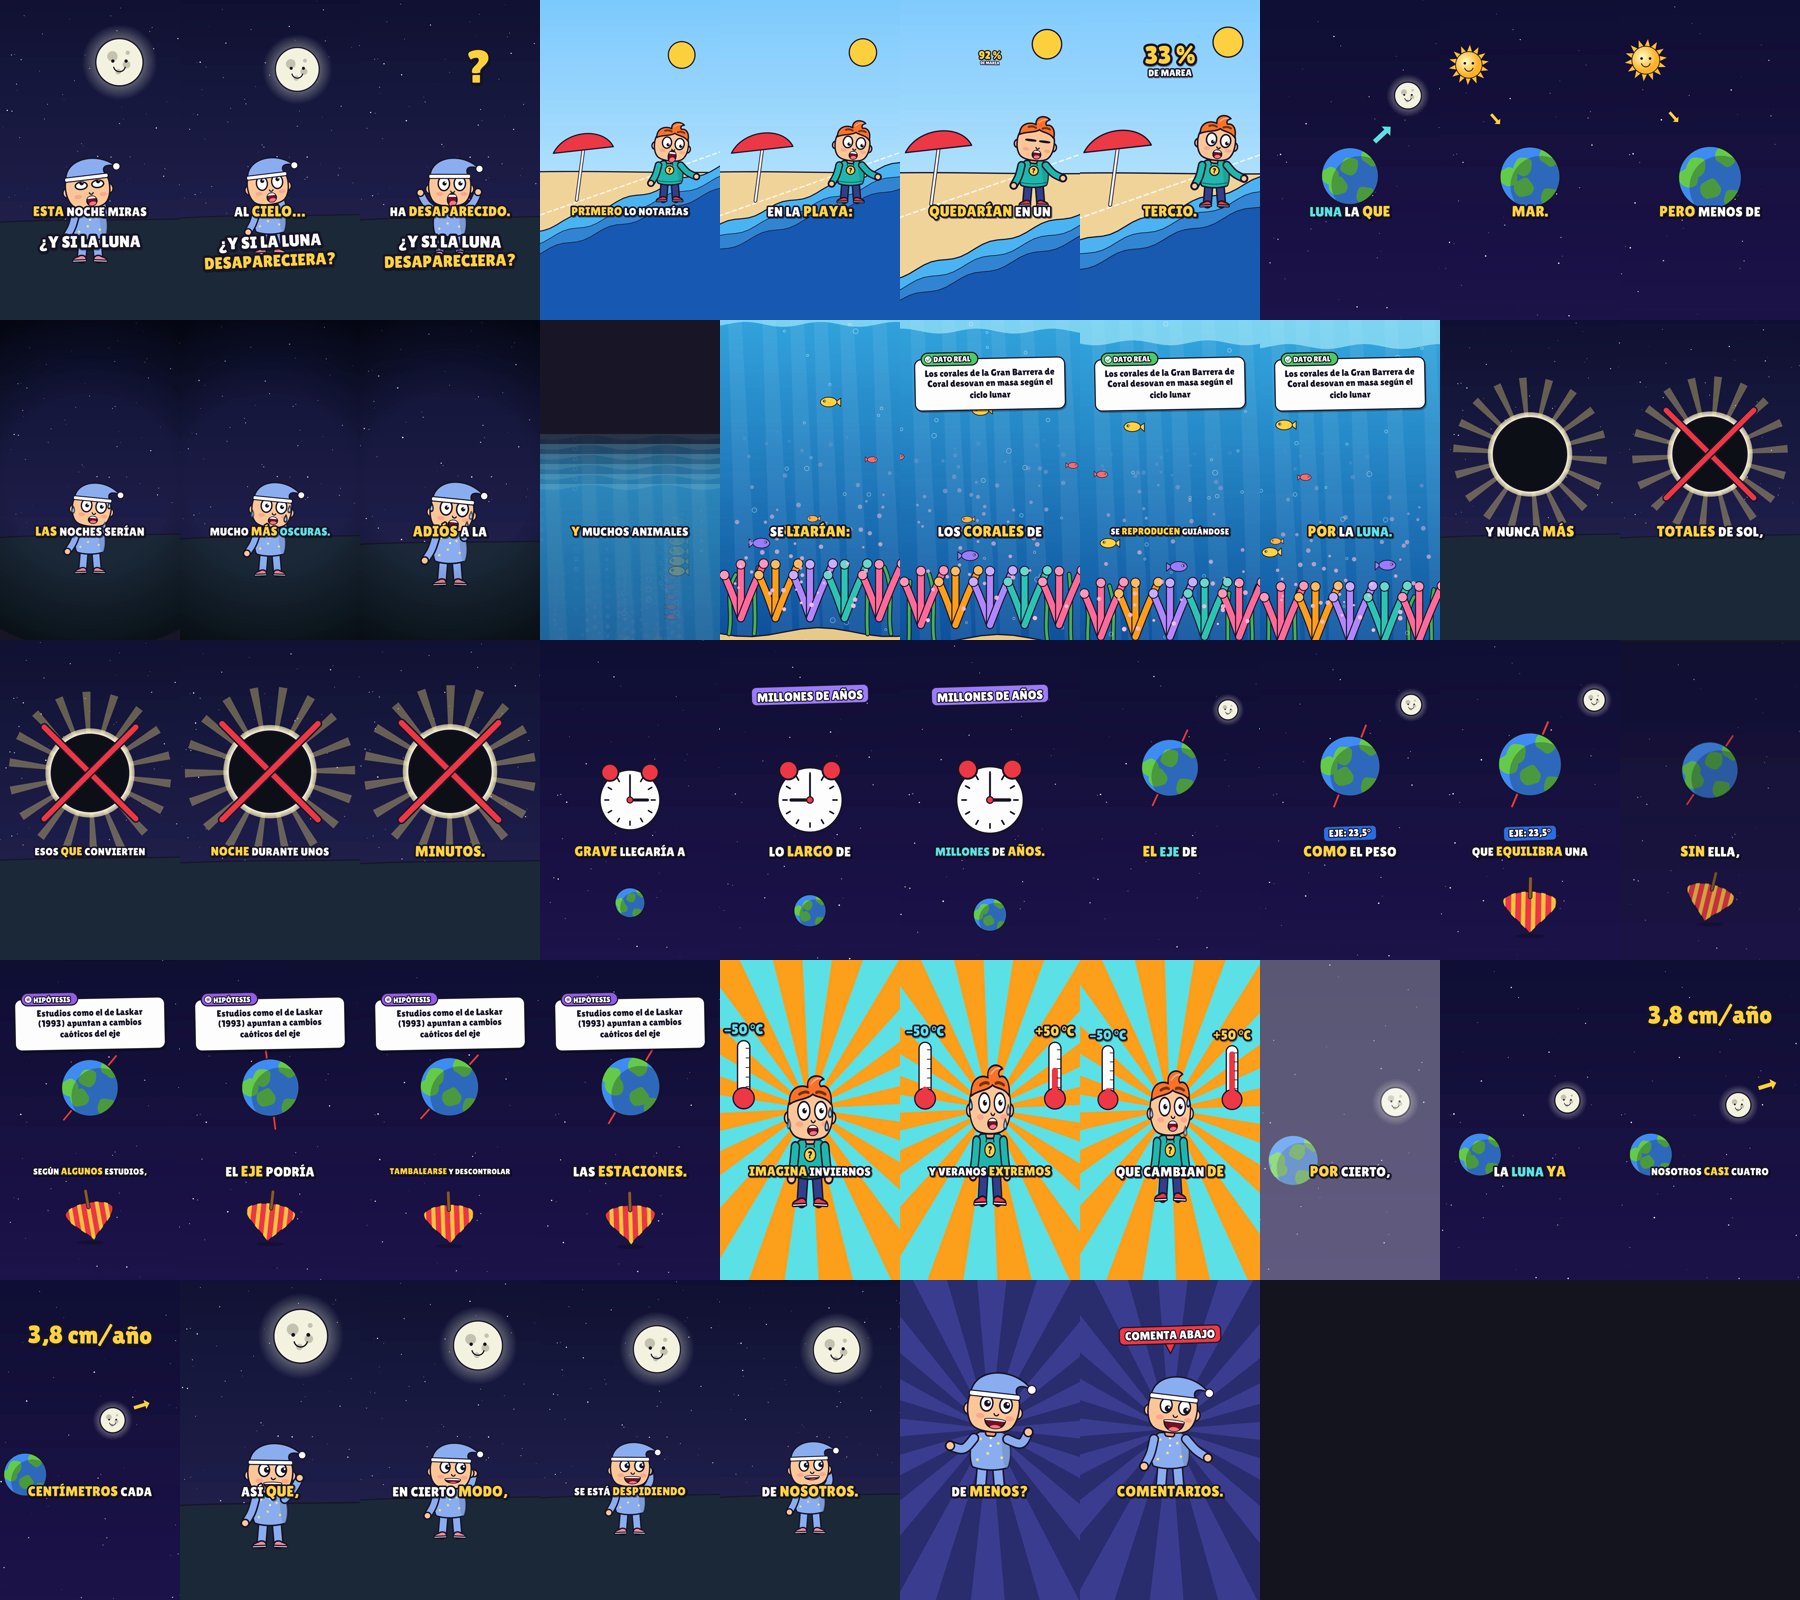 ESTA NOCHE MIRAS
¿Y SI LA LUNA
AL CIELO...
¿Y SI LA LUNA
DESAPARECIERA?
?
HA DESAPARECIDO.
¿Y SI LA LUNA
DESAPARECIERA?
PRIMERO LO NOTARÍAS
EN LA PLAYA:
92 %
DE MAREA
QUEDARÍAN EN UN
33 %
DE MAREA
TERCIO.
LUNA LA QUE
MAR.
PERO MENOS DE
LAS NOCHES SERÍAN
MUCHO MÁS OSCURAS.
ADIÓS A LA
Y MUCHOS ANIMALES
SE LIARÍAN:
DATO REAL
Los corales de la Gran Barrera de
Coral desovan en masa según el
ciclo lunar
LOS CORALES DE
DATO REAL
Los corales de la Gran Barrera de
Coral desovan en masa según el
ciclo lunar
SE REPRODUCEN GUIÁNDOSE
DATO REAL
Los corales de la Gran Barrera de
Coral desovan en masa según el
ciclo lunar
POR LA LUNA.
Y NUNCA MÁS
TOTALES DE SOL,
ESOS QUE CONVIERTEN
NOCHE DURANTE UNOS
MINUTOS.
GRAVE LLEGARÍA A
MILLONES DE AÑOS
LO LARGO DE
MILLONES DE AÑOS
MILLONES DE AÑOS.
EL EJE DE
EJE: 23,5°
COMO EL PESO
EJE: 23,5°
QUE EQUILIBRA UNA
SIN ELLA,
HIPÓTESIS
Estudios como el de Laskar
(1993) apuntan a cambios
caóticos del eje
SEGÚN ALGUNOS ESTUDIOS,
HIPÓTESIS
Estudios como el de Laskar
(1993) apuntan a cambios
caóticos del eje
EL EJE PODRÍA
HIPÓTESIS
Estudios como el de Laskar
(1993) apuntan a cambios
caóticos del eje
TAMBALEARSE Y DESCONTROLAR
HIPÓTESIS
Estudios como el de Laskar
(1993) apuntan a cambios
caóticos del eje
LAS ESTACIONES.
-50 °C
?
IMAGINA INVIERNOS
-50 °C
+50 °C
?
Y VERANOS EXTREMOS
-50 °C
+50 °C
?
QUE CAMBIAN DE
POR CIERTO,
LA LUNA YA
3,8 cm/año
NOSOTROS CASI CUATRO
3,8 cm/año
CENTÍMETROS CADA
ASÍ QUE,
EN CIERTO MODO,
SE ESTÁ DESPIDIENDO
DE NOSOTROS.
DE MENOS?
COMENTA ABAJO
COMENTARIOS.